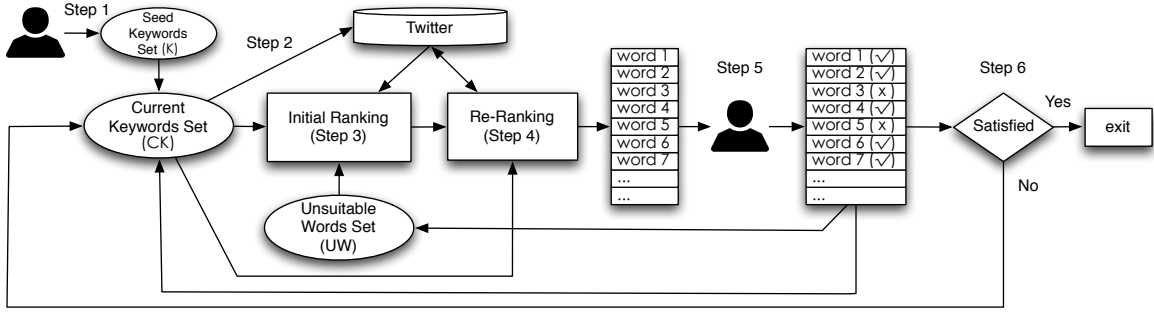 Step 1
Seed
Keywords
Set (K)
Step 2
Twitter
Current
Keywords Set
(CK)
Initial Ranking
(Step 3)
Re-Ranking
(Step 4)
Unsuitable
Words Set
(UW)
word 1
word 2
word 3
word 4
word 5
word 6
word 7
...
...
Step 5
word 1 (√)
word 2 (√)
word 3 (x)
word 4 (√)
word 5 (x)
word 6 (√)
word 7 (√)
...
...
Step 6
Satisfied
Yes
No
exit